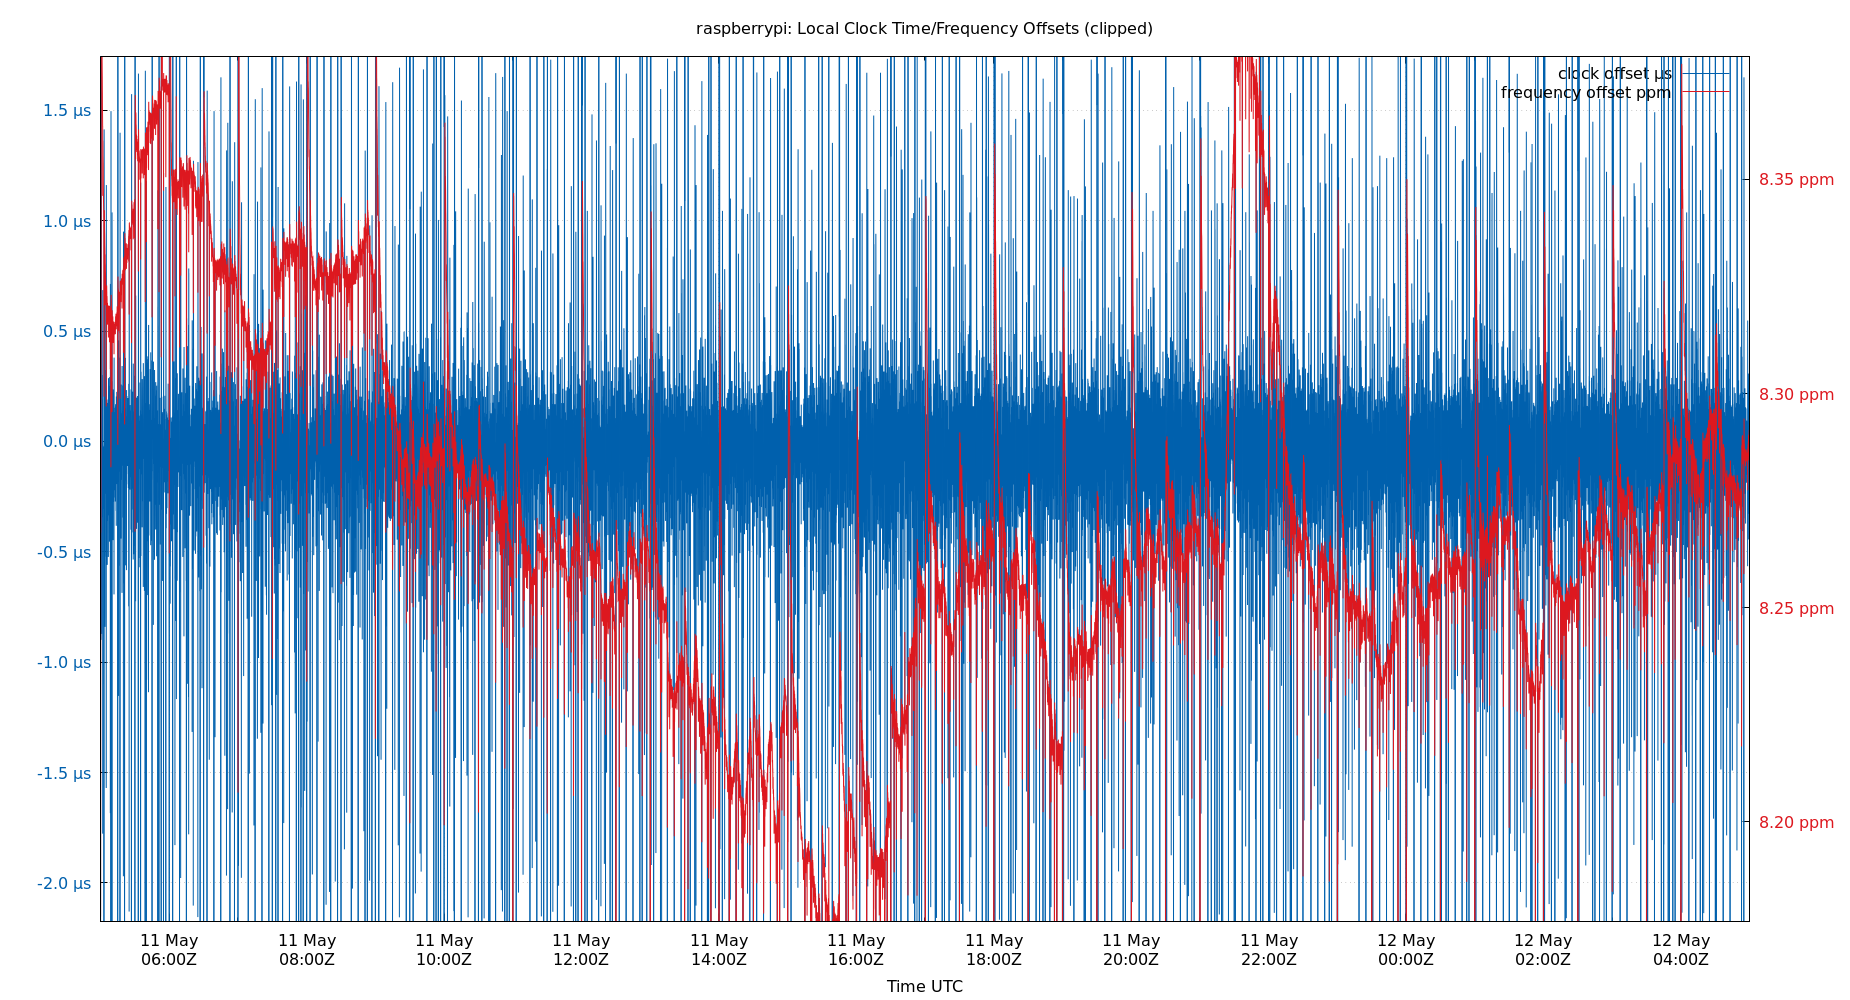 raspberrypi: Local Clock Time/Frequency Offsets (clipped)
clock offset µs
frequency offset ppm
1.5 µs
1.0 µs
0.5 µs
0.0 µs
-0.5 µs
-1.0 µs
-1.5 µs
-2.0 µs
8.35 ppm
8.30 ppm
8.25 ppm
8.20 ppm
11 May 11 May 11 May 11 May 11 May 11 May 11 May 11 May 11 May 12 May 12 May 12 May
06:00Z 08:00Z 10:00Z 12:00Z 14:00Z 16:00Z 18:00Z 20:00Z 22:00Z 00:00Z 02:00Z 04:00Z
Time UTC